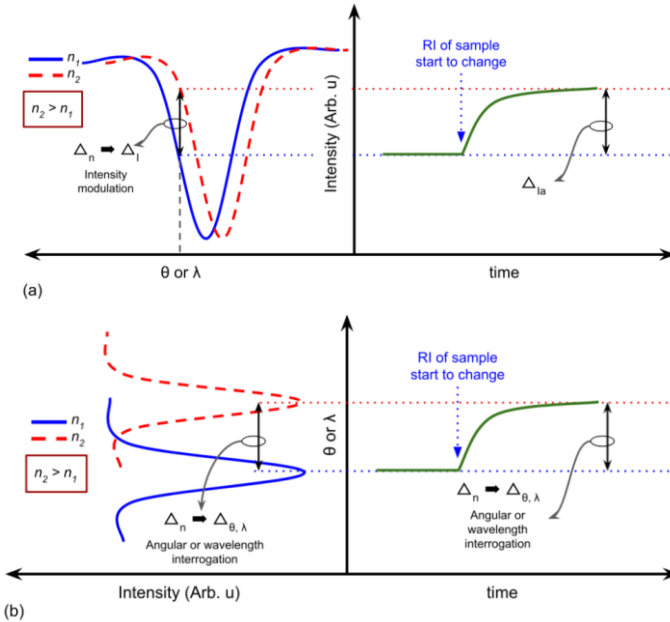 n1
n2
n2 > n1
Δn ➡ ΔI
Intensity
modulation
θ or λ
(a)
Intensity (Arb. u)
RI of sample
start to change
ΔIa
time
n1
n2
n2 > n1
Δn ➡ Δθ, λ
Angular or wavelength
interrogation
Intensity (Arb. u)
(b)
θ or λ
RI of sample
start to change
Δn ➡ Δθ, λ
Angular or
wavelength
interrogation
time